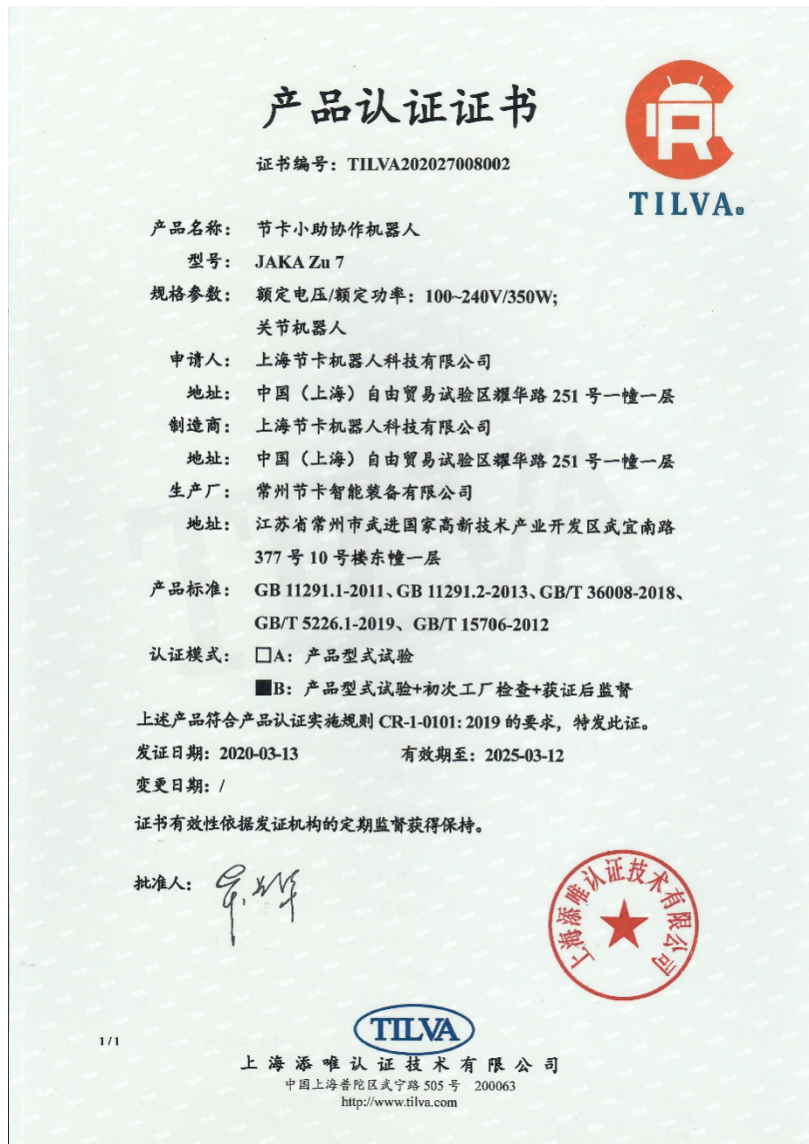 产品认证证书
证书编号：TILVA202027008002
TILVA®
产品名称：节卡小助协作机器人
型号：JAKA Zu 7
规格参数：额定电压/额定功率：100~240V/350W;
关节机器人
申请人：上海节卡机器人科技有限公司
地址：中国（上海）自由贸易试验区耀华路 251 号一幢一层
制造商：上海节卡机器人科技有限公司
地址：中国（上海）自由贸易试验区耀华路 251 号一幢一层
生产厂：常州节卡智能装备有限公司
地址：江苏省常州市武进国家高新技术产业开发区武宜南路
377 号 10 号楼东幢一层
产品标准：GB 11291.1-2011、GB 11291.2-2013、GB/T 36008-2018、
GB/T 5226.1-2019、GB/T 15706-2012
认证模式：□A：产品型式试验
■B：产品型式试验+初次工厂检查+获证后监督
上述产品符合产品认证实施规则 CR-1-0101: 2019 的要求，特发此证。
发证日期：2020-03-13 有效期至：2025-03-12
变更日期：/
证书有效性依据发证机构的定期监督获得保持。
批准人：
上海添唯认证技术有限公司
1 / 1
TILVA
上海添唯认证技术有限公司
中国上海普陀区武宁路 505 号 200063
http://www.tilva.com